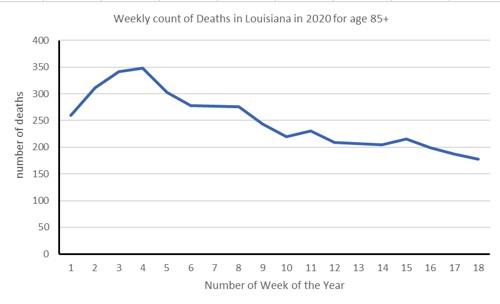 Weekly count of Deaths in Louisiana in 2020 for age 85+
400
350
300
250
200
150
100
50
0
number of deaths
1 2 3 4 5 6 7 8 9 10 11 12 13 14 15 16 17 18
Number of Week of the Year